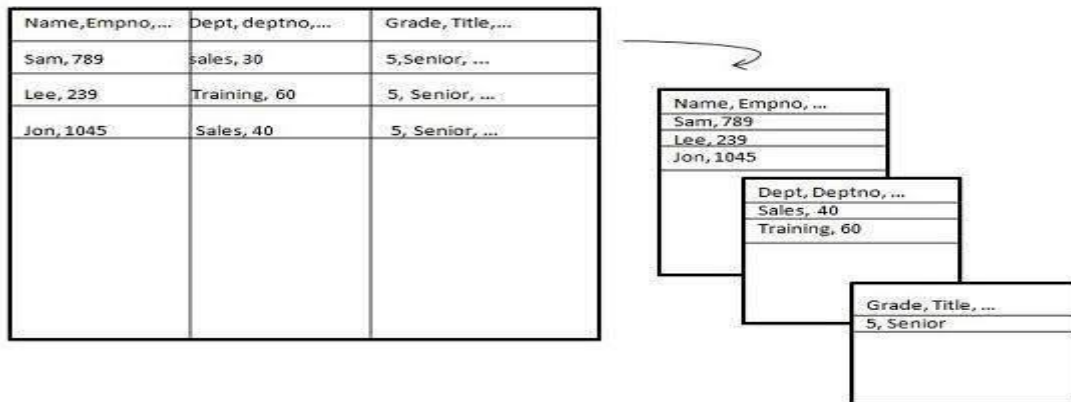 Name,Empno,... Dept, deptno,... Grade, Title,...
Sam, 789 sales, 30 5,Senior, ...
Lee, 239 Training, 60 5, Senior, ...
Jon, 1045 Sales, 40 5, Senior, ...
Name, Empno, ...
Sam, 789
Lee, 239
Jon, 1045
Dept, Deptno, ...
Sales, 40
Training, 60
Grade, Title, ...
5, Senior